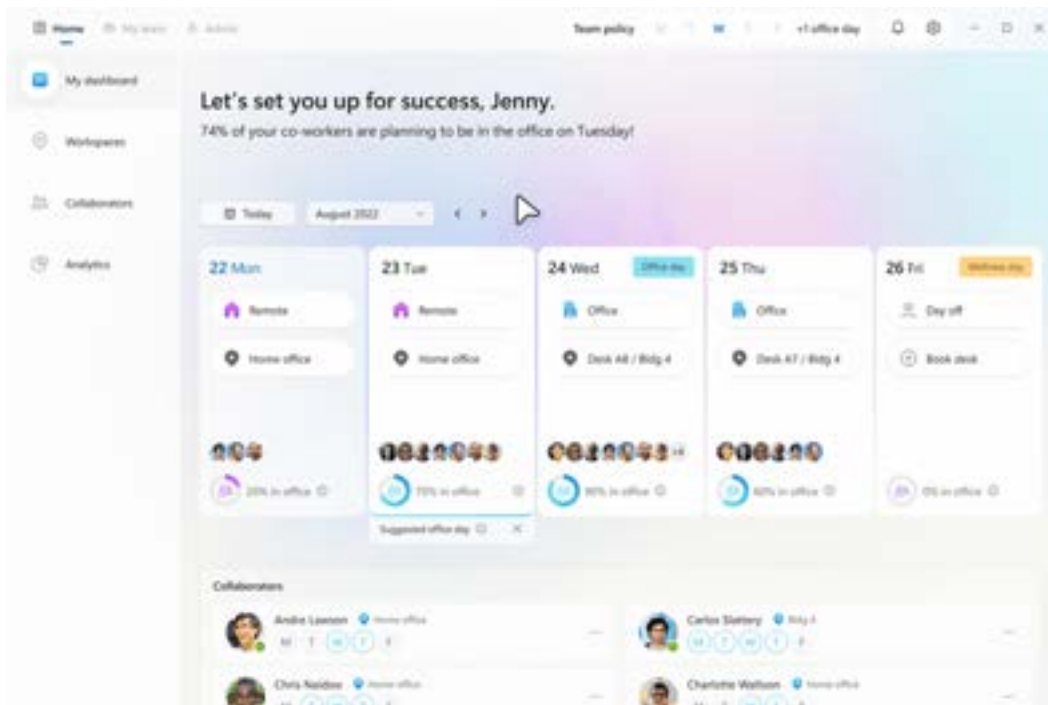 Home My team Admin Team policy W +1 office day
My dashboard
Let's set you up for success, Jenny.
74% of your co-workers are planning to be in the office on Tuesday!
Workspaces
Collaborators
Today August 2022
Analytics
22 Mon 23 Tue 24 Wed Office day 25 Thu 26 Fri Wellness day
Remote Remote Office Office Day off
Home office Home office Desk A8 / Bldg 4 Desk A7 / Bldg 4 Book desk
20% in office 70% in office 90% in office 60% in office 0% in office
Suggested office day
Collaborators
Andre Lawson Home office Carlos Slattery Bldg 4
M T W T F M T W T F
Chris Naidoo Home office Charlotte Waltson Home office